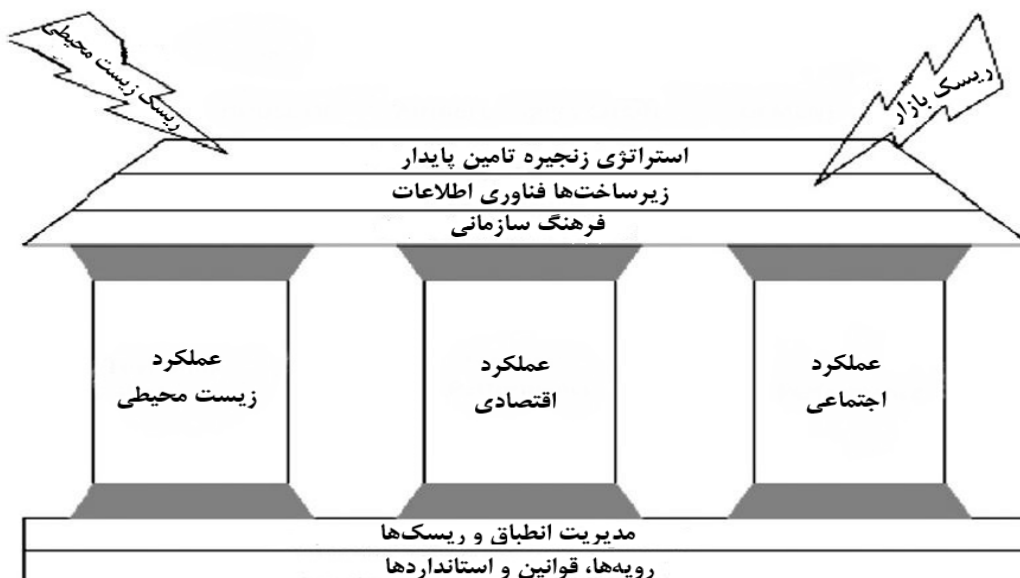 ریسک بازار
ریسک زیست محیطی
استراتژی زنجیره تامین پایدار
زیرساخت‌ها فناوری اطلاعات
فرهنگ سازمانی
عملکرد
اجتماعی
عملکرد
اقتصادی
عملکرد
زیست محیطی
مدیریت انطباق و ریسک‌ها
رویه‌ها، قوانین و استانداردها